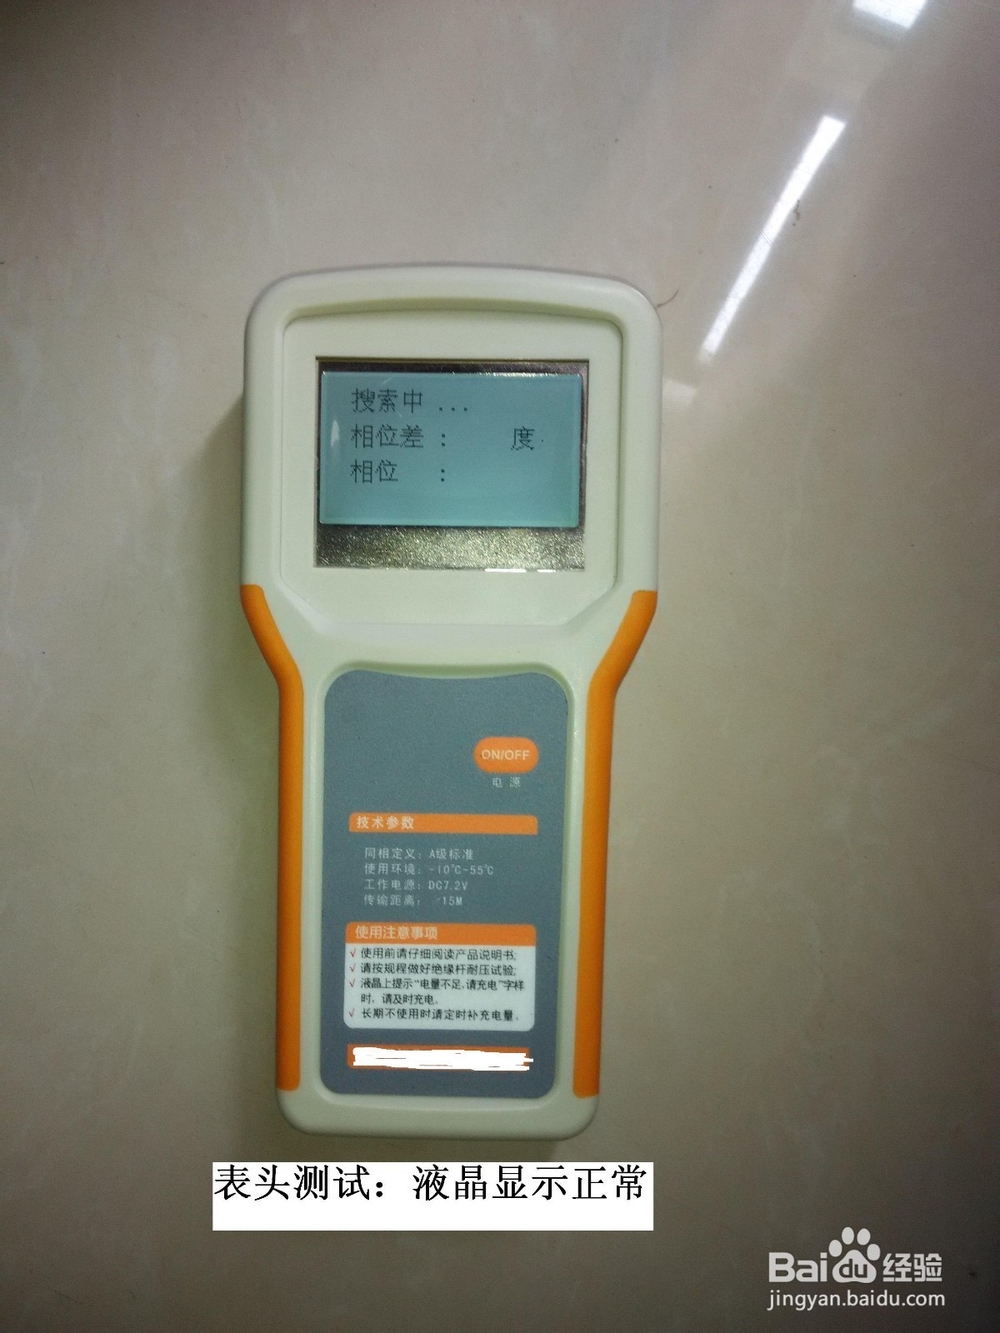 搜索中 ...
相位差 : 度
相位 :
ON/OFF
电 源
技术参数
同相定义: A级标准
使用环境: -10℃-55℃
工作电源: DC7.2V
传输距离: 15M
使用注意事项
√ 使用前请仔细阅读产品说明书;
√ 请按规程做好绝缘杆耐压试验;
√ 液晶上提示“电量不足,请充电”字样
时, 请及时充电。
√ 长期不使用时请定时补充电量。
表头测试：液晶显示正常
Baidu经验
jingyan.baidu.com